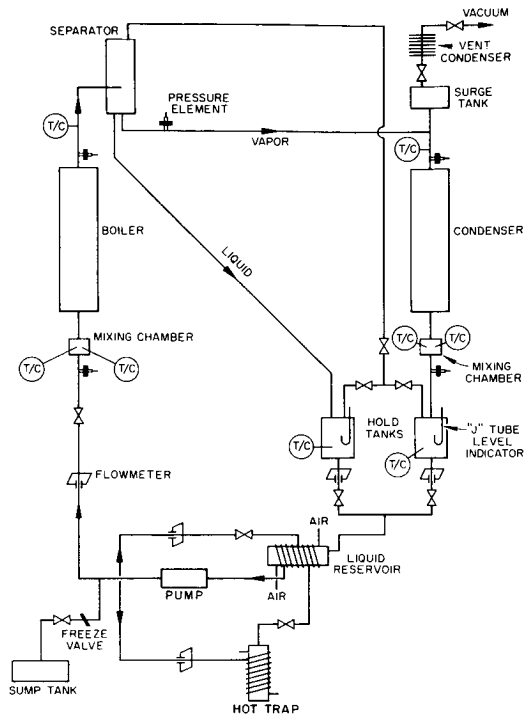 SEPARATOR
VACUUM
VENT
CONDENSER
SURGE
TANK
PRESSURE
ELEMENT
T/C
T/C
VAPOR
BOILER
CONDENSER
LIQUID
MIXING CHAMBER
T/C
T/C
T/C
T/C
MIXING
CHAMBER
HOLD
TANKS
"J" TUBE
LEVEL
INDICATOR
T/C
T/C
FLOWMETER
AIR
LIQUID
RESERVOIR
AIR
PUMP
FREEZE
VALVE
SUMP TANK
HOT TRAP